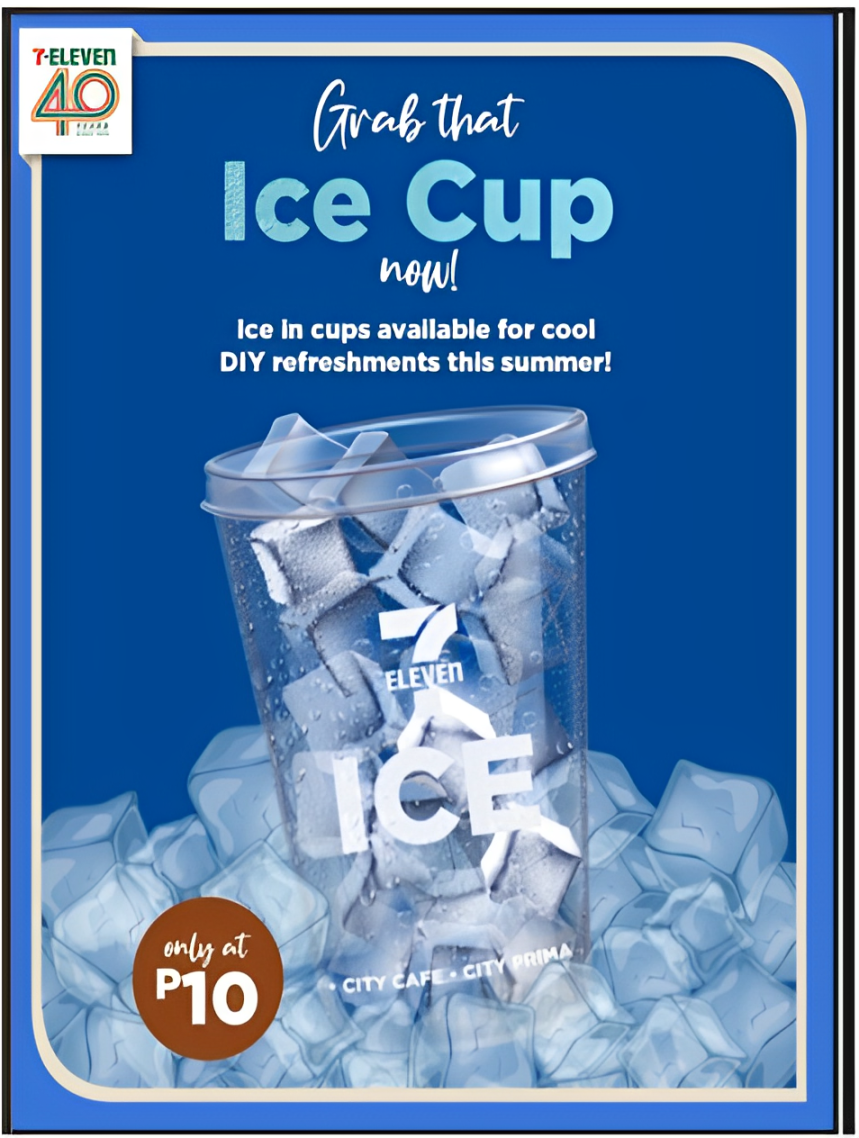 7-ELEVEn
40
YEARS
Grab that
Ice Cup
now!
Ice in cups available for cool
DIY refreshments this summer!
7
ELEVEn
ICE
• CITY CAFE • CITY PRIMA
only at
P10